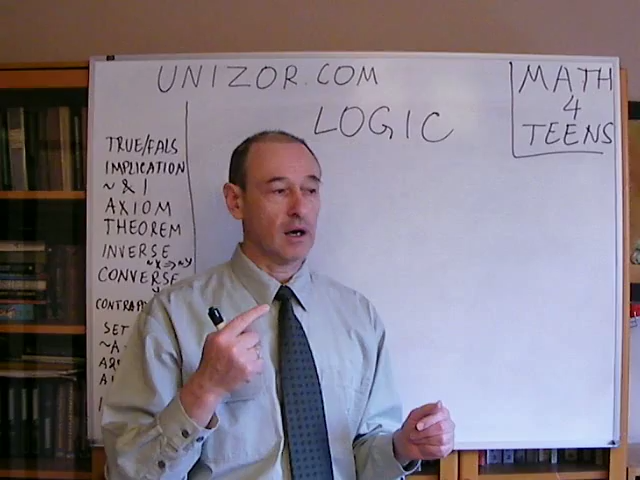 UNIZOR.COM
LOGIC
MATH
4
TEENS
TRUE/FALS
IMPLICATION
~ & |
AXIOM
THEOREM
INVERSE
~X ⇒ ~Y
CONVERSE
SET